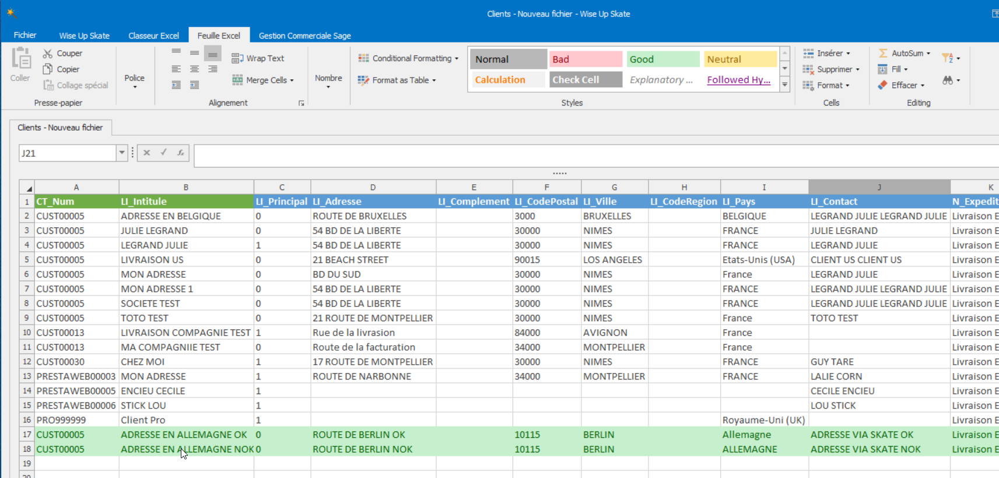 Clients - Nouveau fichier - Wise Up Skate
Fichier Wise Up Skate Classeur Excel Feuille Excel Gestion Commerciale Sage
Coller
Couper
Copier
Collage spécial
Presse-papier
Police
Wrap Text
Merge Cells
Alignement
Nombre
Conditional Formatting
Format as Table
Normal Bad Good Neutral
Calculation Check Cell Explanatory ... Followed Hy...
Styles
Insérer
Supprimer
Format
Cells
AutoSum
Fill
Effacer
Editing
Clients - Nouveau fichier
J21
A B C D E F G H I J K
1 CT_Num LI_Intitule LI_Principal LI_Adresse LI_Complement LI_CodePostal LI_Ville LI_CodeRegion LI_Pays LI_Contact N_Expedit
2 CUST00005 ADRESSE EN BELGIQUE 0 ROUTE DE BRUXELLES 3000 BRUXELLES BELGIQUE LEGRAND JULIE LEGRAND JULIE Livraison E
3 CUST00005 JULIE LEGRAND 0 54 BD DE LA LIBERTE 30000 NIMES FRANCE JULIE LEGRAND Livraison E
4 CUST00005 LEGRAND JULIE 1 54 BD DE LA LIBERTE 30000 NIMES FRANCE LEGRAND JULIE Livraison E
5 CUST00005 LIVRAISON US 0 21 BEACH STREET 90015 LOS ANGELES Etats-Unis (USA) CLIENT US CLIENT US Livraison E
6 CUST00005 MON ADRESSE 0 BD DU SUD 30000 NIMES France LEGRAND JULIE Livraison E
7 CUST00005 MON ADRESSE 1 0 54 BD DE LA LIBERTE 30000 NIMES FRANCE LEGRAND JULIE LEGRAND JULIE Livraison E
8 CUST00005 SOCIETE TEST 0 54 BD DE LA LIBERTE 30000 NIMES FRANCE LEGRAND JULIE LEGRAND JULIE Livraison E
9 CUST00005 TOTO TEST 0 21 ROUTE DE MONTPELLIER 30000 NIMES France TOTO TEST Livraison E
10 CUST00013 LIVRAISON COMPAGNIE TEST 1 Rue de la livrasion 84000 AVIGNON France Livraison E
11 CUST00013 MA COMPAGNIIE TEST 0 Route de la facturation 34000 MONTPELLIER France Livraison E
12 CUST00030 CHEZ MOI 1 17 ROUTE DE MONTPELLIER 30000 NIMES FRANCE GUY TARE Livraison E
13 PRESTAWEB00003 MON ADRESSE 1 ROUTE DE NARBONNE 34000 MONTPELLIER FRANCE LALIE CORN Livraison E
14 PRESTAWEB00005 ENCIEU CECILE 1 CECILE ENCIEU Livraison E
15 PRESTAWEB00006 STICK LOU 1 LOU STICK Livraison E
16 PRO999999 Client Pro 1 Royaume-Uni (UK) Livraison E
17 CUST00005 ADRESSE EN ALLEMAGNE OK 0 ROUTE DE BERLIN OK 10115 BERLIN Allemagne ADRESSE VIA SKATE OK Livraison E
18 CUST00005 ADRESSE EN ALLEMAGNE NOK 0 ROUTE DE BERLIN NOK 10115 BERLIN ALLEMAGNE ADRESSE VIA SKATE NOK Livraison E
19
20